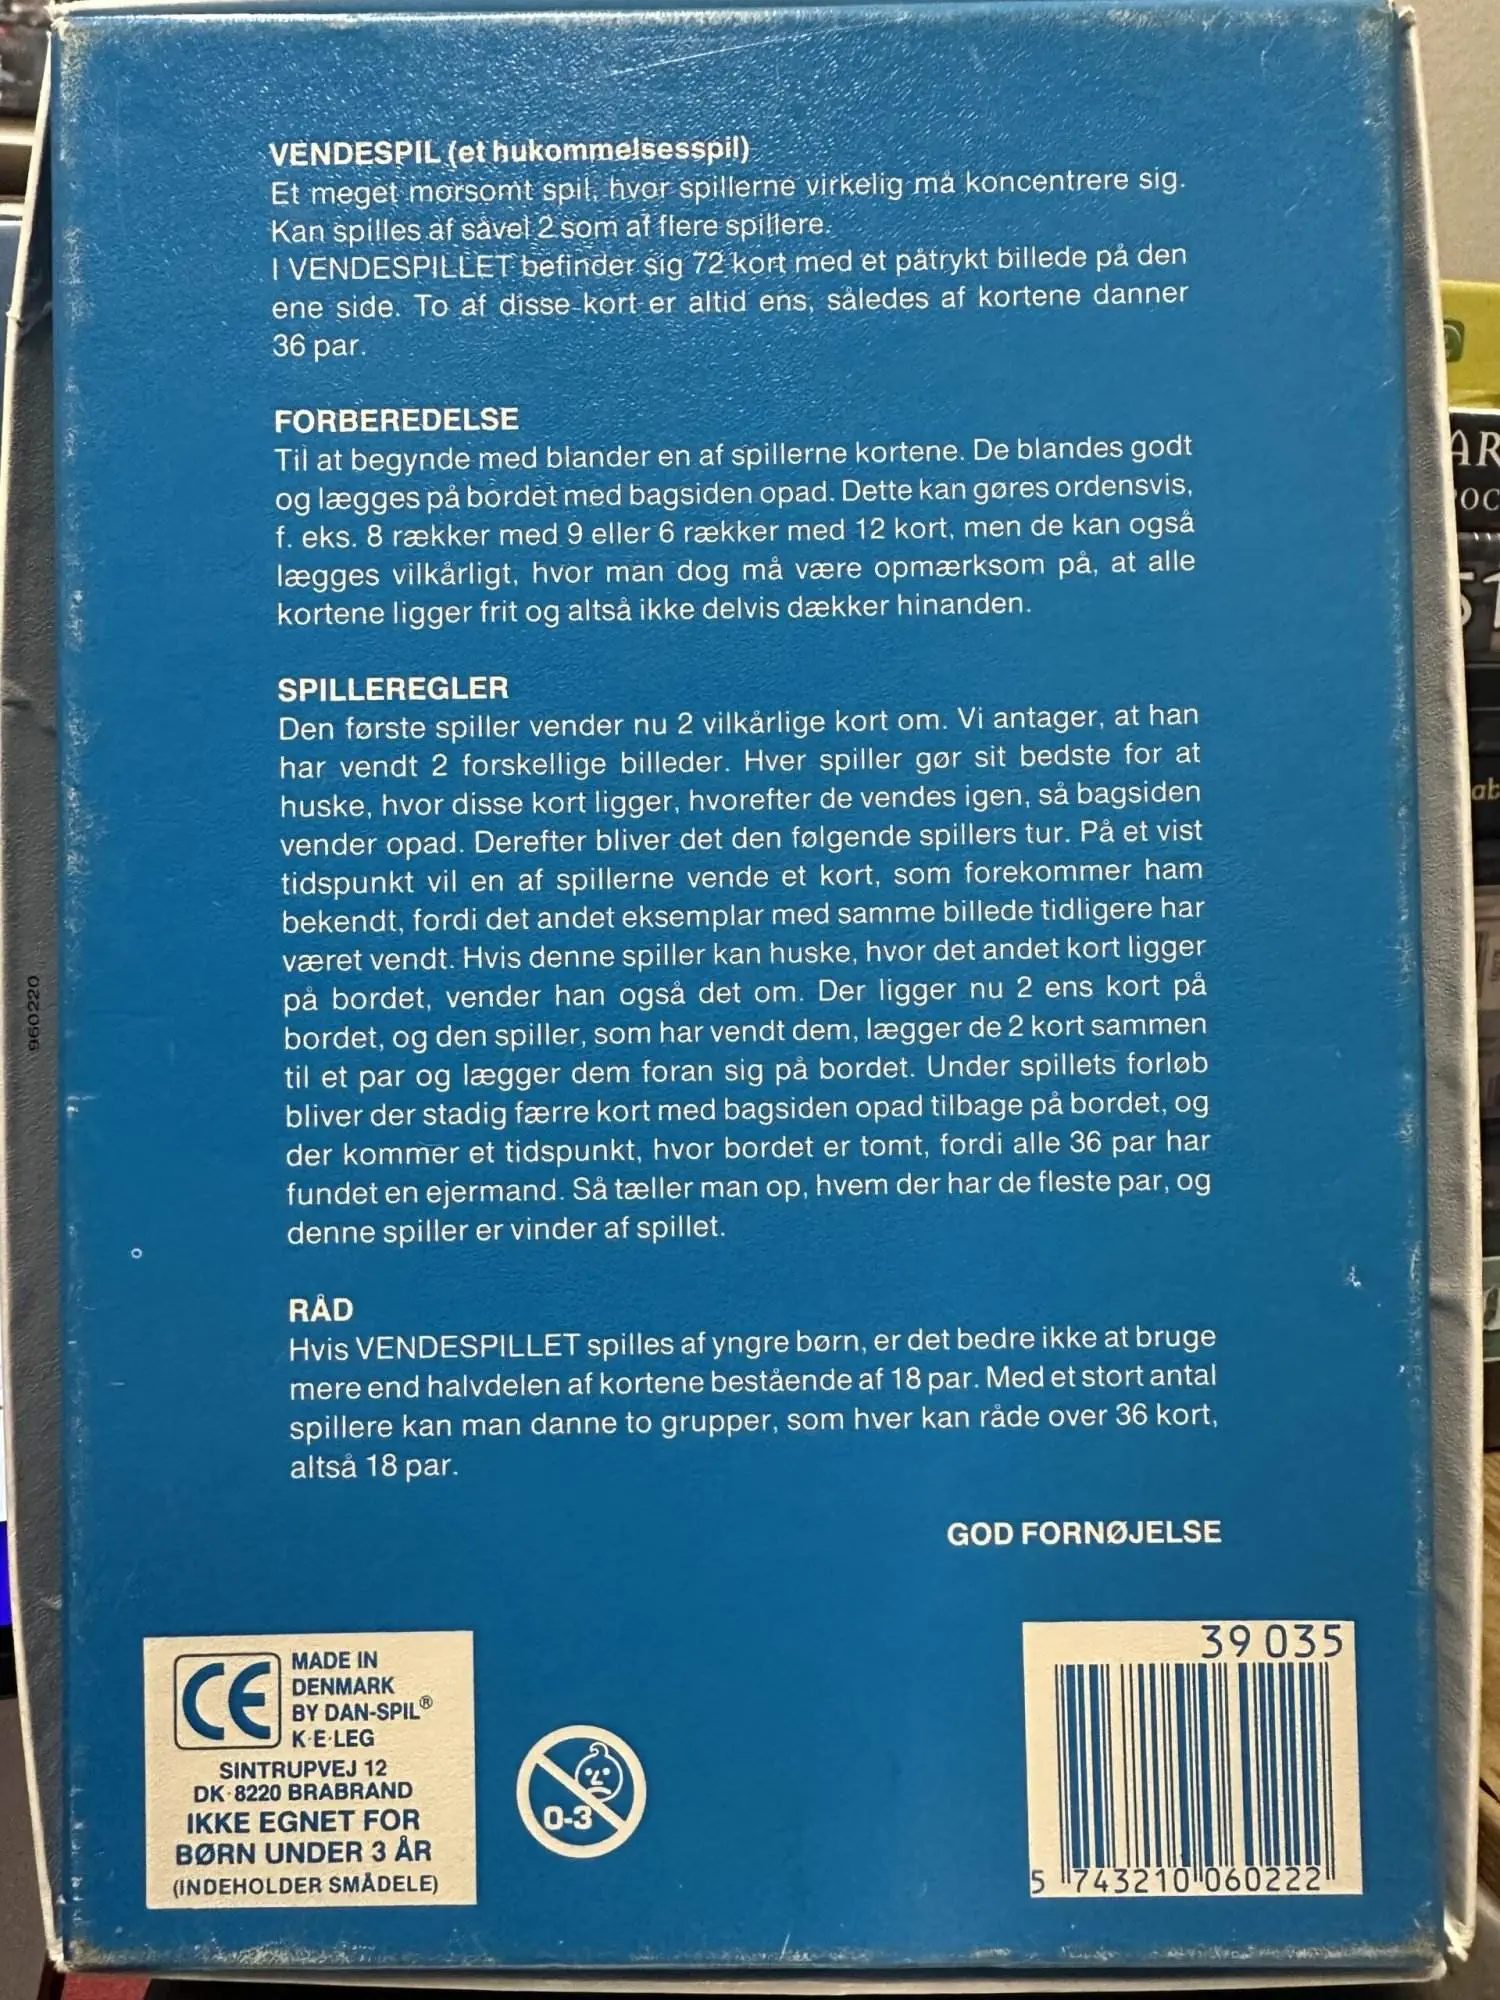 VENDESPIL (et hukommelsesspil)
Et meget morsomt spil, hvor spillerne virkelig må koncentrere sig.
Kan spilles af såvel 2 som af flere spillere.
I VENDESPILLET befinder sig 72 kort med et påtrykt billede på den
ene side. To af disse kort er altid ens, således af kortene danner
36 par.
FORBEREDELSE
Til at begynde med blander en af spillerne kortene. De blandes godt
og lægges på bordet med bagsiden opad. Dette kan gøres ordensvis,
f. eks. 8 rækker med 9 eller 6 rækker med 12 kort, men de kan også
lægges vilkårligt, hvor man dog må være opmærksom på, at alle
kortene ligger frit og altså ikke delvis dækker hinanden.
SPILLEREGLER
Den første spiller vender nu 2 vilkårlige kort om. Vi antager, at han
har vendt 2 forskellige billeder. Hver spiller gør sit bedste for at
huske, hvor disse kort ligger, hvorefter de vendes igen, så bagsiden
vender opad. Derefter bliver det den følgende spillers tur. På et vist
tidspunkt vil en af spillerne vende et kort, som forekommer ham
bekendt, fordi det andet eksemplar med samme billede tidligere har
været vendt. Hvis denne spiller kan huske, hvor det andet kort ligger
på bordet, vender han også det om. Der ligger nu 2 ens kort på
bordet, og den spiller, som har vendt dem, lægger de 2 kort sammen
til et par og lægger dem foran sig på bordet. Under spillets forløb
bliver der stadig færre kort med bagsiden opad tilbage på bordet, og
der kommer et tidspunkt, hvor bordet er tomt, fordi alle 36 par har
fundet en ejermand. Så tæller man op, hvem der har de fleste par, og
denne spiller er vinder af spillet.
RÅD
Hvis VENDESPILLET spilles af yngre børn, er det bedre ikke at bruge
mere end halvdelen af kortene bestående af 18 par. Med et stort antal
spillere kan man danne to grupper, som hver kan råde over 36 kort,
altså 18 par.
GOD FORNØJELSE
CE
MADE IN
DENMARK
BY DAN-SPIL®
K·E·LEG
SINTRUPVEJ 12
DK-8220 BRABRAND
IKKE EGNET FOR
BØRN UNDER 3 ÅR
(INDEHOLDER SMÅDELE)
0-3
39 035
5 743210 060222
960220
AR
OC
51
ab